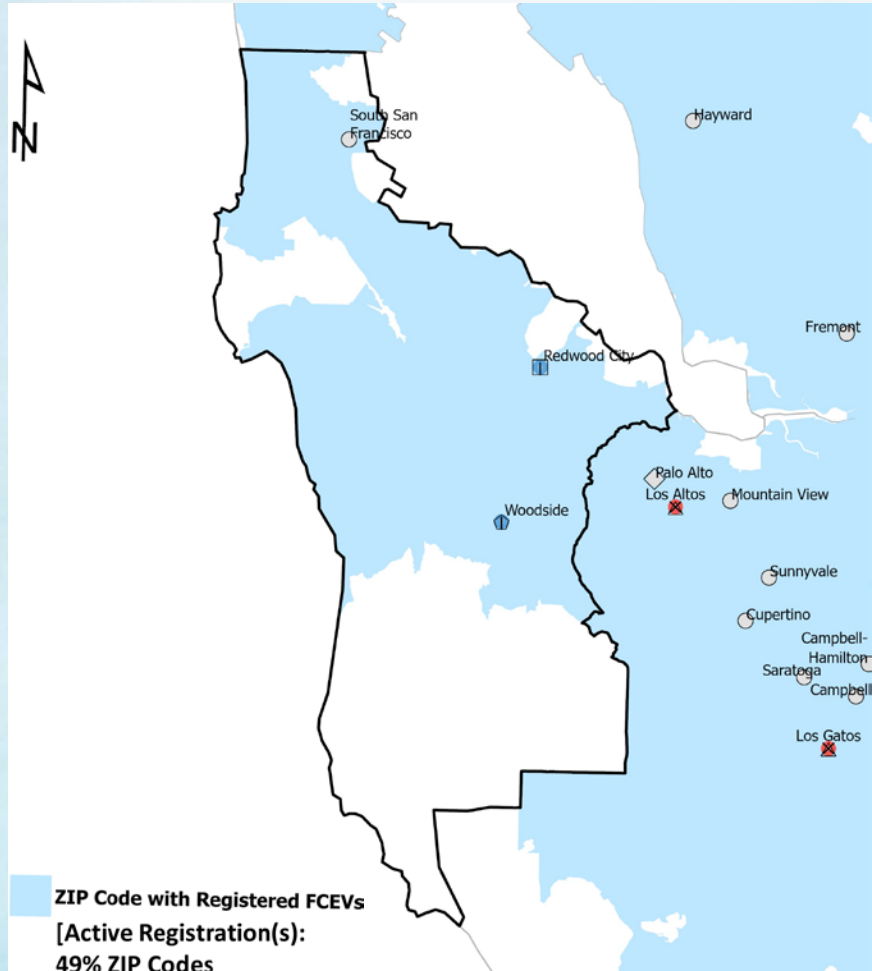 N
South San
Francisco
Hayward
Fremont
Redwood City
Palo Alto
Los Altos
Mountain View
Woodside
Sunnyvale
Cupertino
Campbell-
Hamilton
Saratoga
Campbell
Los Gatos
ZIP Code with Registered FCEVs
[Active Registration(s):
49% ZIP Codes